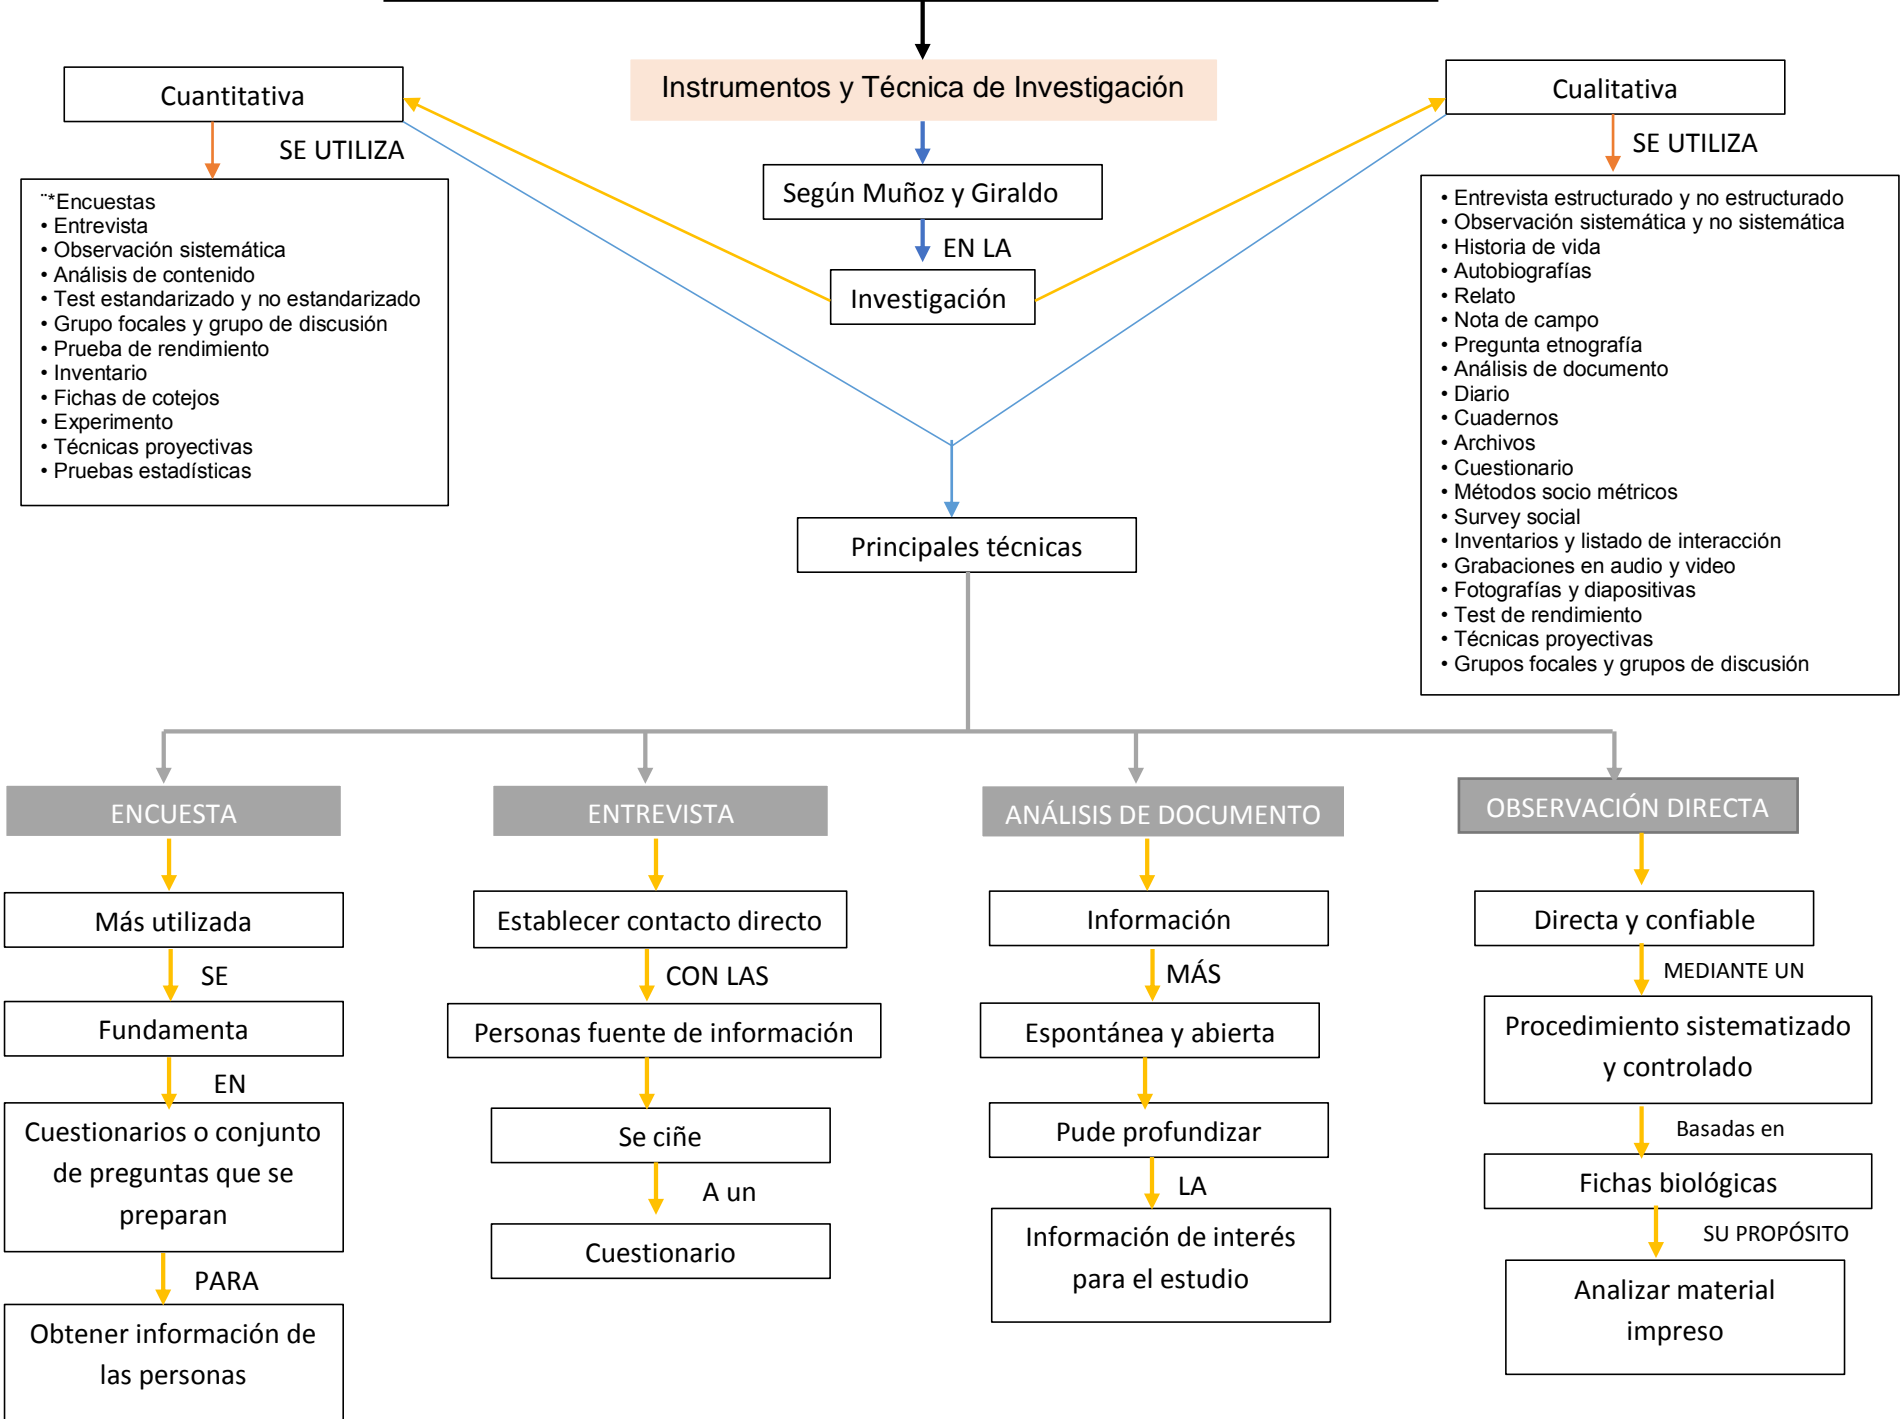 Instrumentos y Técnica de Investigación
Cuantitativa
Cualitativa
SE UTILIZA
SE UTILIZA
Según Muñoz y Giraldo
EN LA
Investigación
¨*Encuestas
• Entrevista
• Observación sistemática
• Análisis de contenido
• Test estandarizado y no estandarizado
• Grupo focales y grupo de discusión
• Prueba de rendimiento
• Inventario
• Fichas de cotejos
• Experimento
• Técnicas proyectivas
• Pruebas estadísticas
• Entrevista estructurado y no estructurado
• Observación sistemática y no sistemática
• Historia de vida
• Autobiografías
• Relato
• Nota de campo
• Pregunta etnografía
• Análisis de documento
• Diario
• Cuadernos
• Archivos
• Cuestionario
• Métodos socio métricos
• Survey social
• Inventarios y listado de interacción
• Grabaciones en audio y video
• Fotografías y diapositivas
• Test de rendimiento
• Técnicas proyectivas
• Grupos focales y grupos de discusión
Principales técnicas
ENCUESTA
Más utilizada
SE
Fundamenta
EN
Cuestionarios o conjunto
de preguntas que se
preparan
PARA
Obtener información de
las personas
ENTREVISTA
Establecer contacto directo
CON LAS
Personas fuente de información
Se ciñe
A un
Cuestionario
ANÁLISIS DE DOCUMENTO
Información
MÁS
Espontánea y abierta
Pude profundizar
LA
Información de interés
para el estudio
OBSERVACIÓN DIRECTA
Directa y confiable
MEDIANTE UN
Procedimiento sistematizado
y controlado
Basadas en
Fichas biológicas
SU PROPÓSITO
Analizar material
impreso